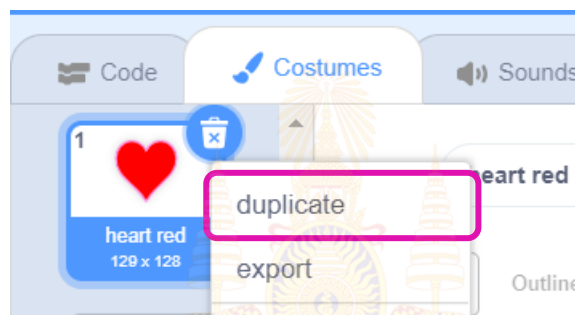 Code
Costumes
Sounds
1
heart red
129 x 128
duplicate
export
heart red
Outline